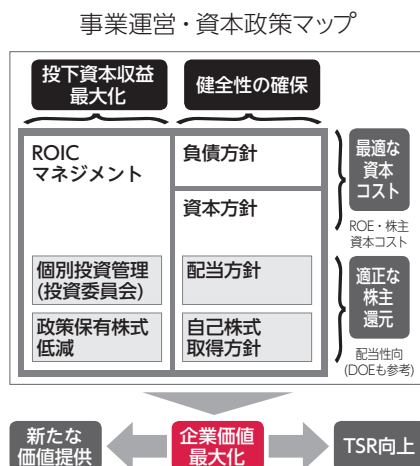 事業運営・資本政策マップ
投下資本収益
最大化
健全性の確保
ROIC
マネジメント
負債方針
資本方針
最適な
資本
コスト
ROE・株主
資本コスト
個別投資管理
(投資委員会)
配当方針
政策保有株式
低減
自己株式
取得方針
適正な
株主
還元
配当性向
(DOEも参考)
新たな
価値提供
企業価値
最大化
TSR向上